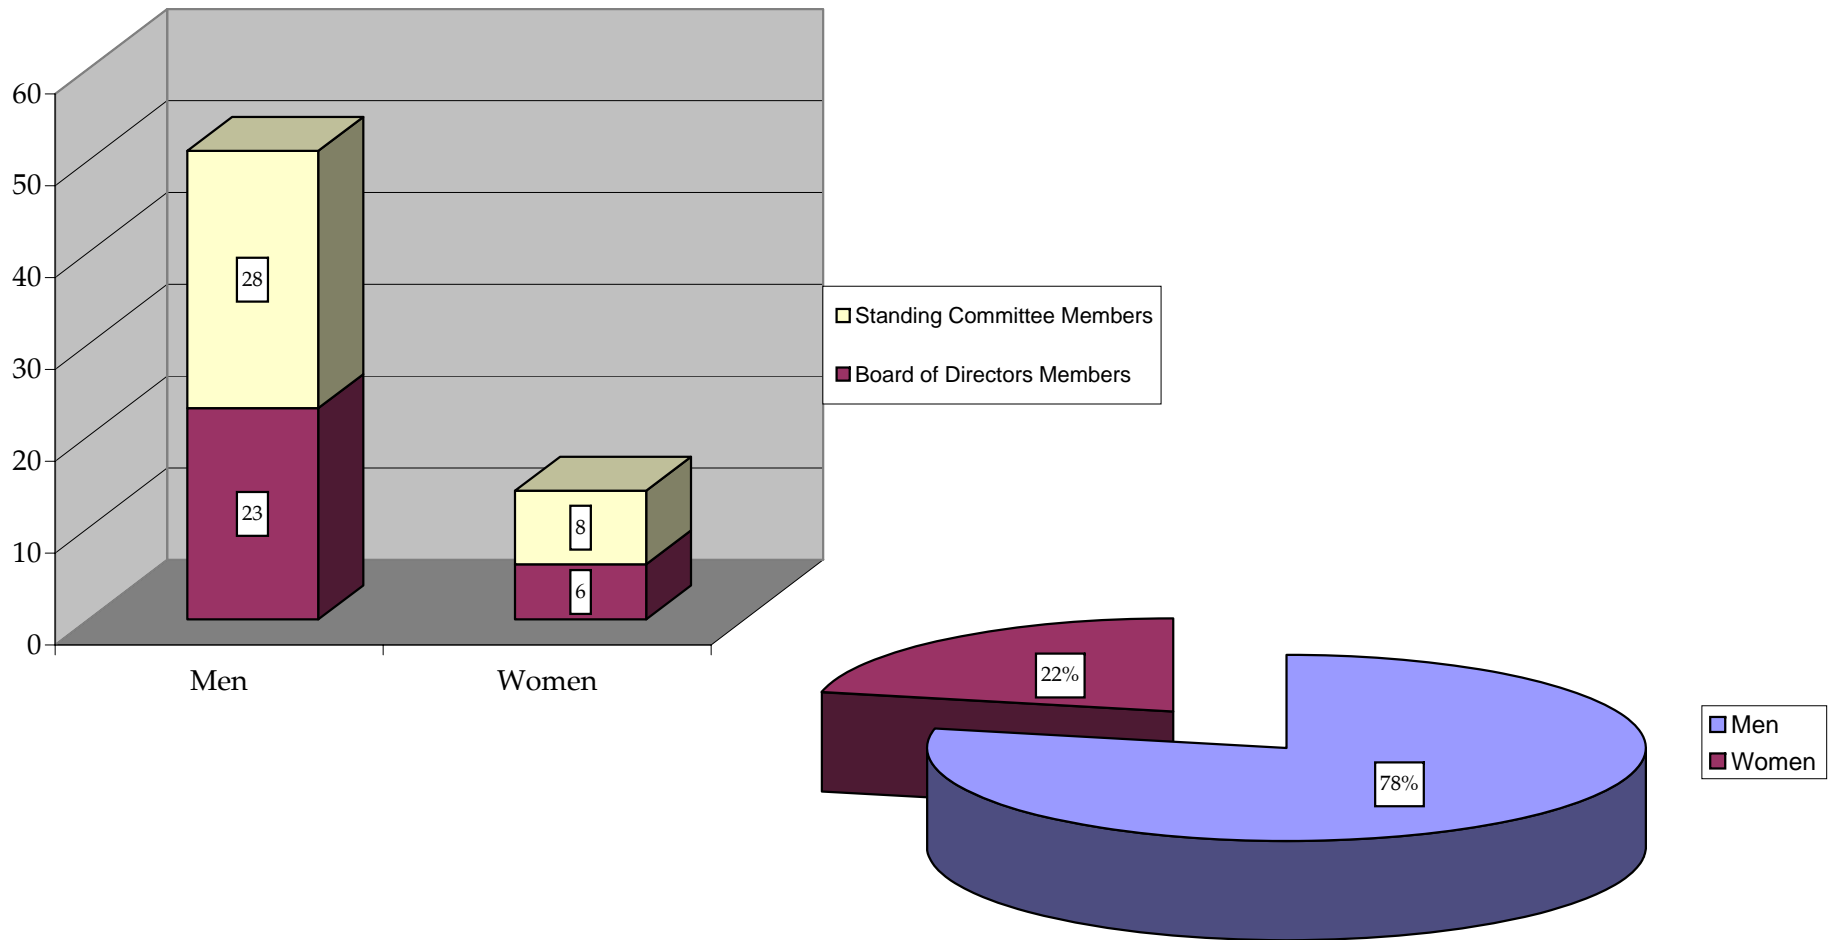 60
50
40
30
20
10
0
28
23
8
6
Men
Women
Standing Committee Members
Board of Directors Members
22%
78%
Men
Women